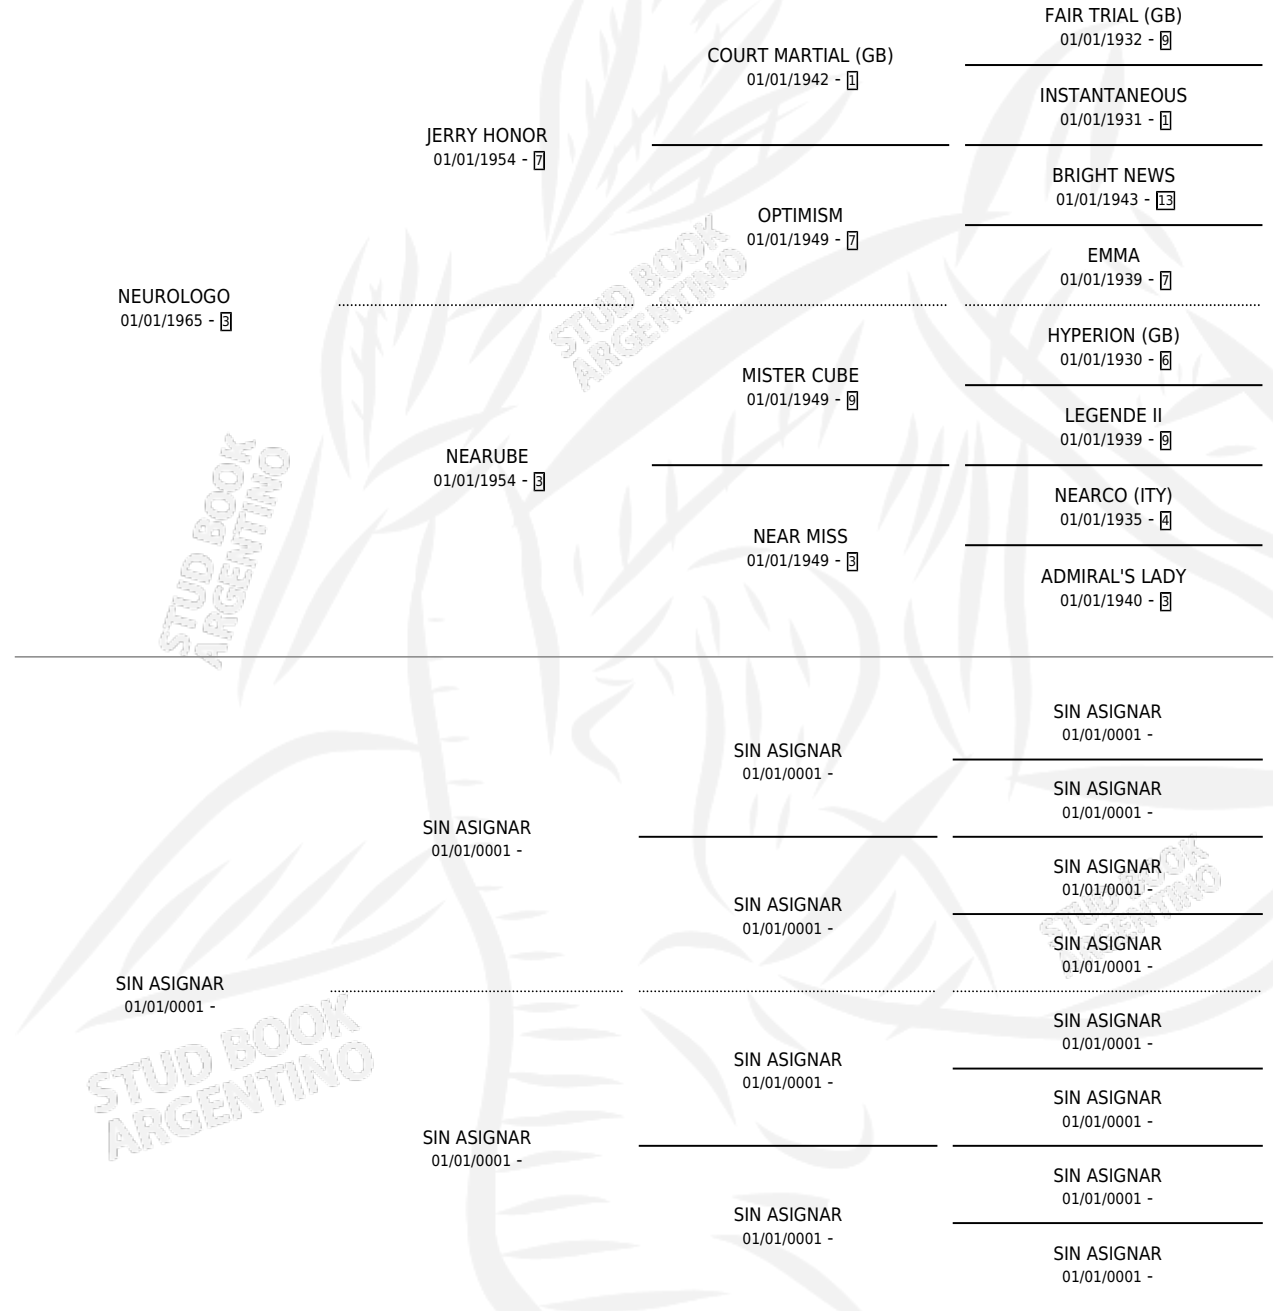 FAIR TRIAL (GB)
01/01/1932 - 9
COURT MARTIAL (GB)
01/01/1942 - 1
INSTANTANEOUS
01/01/1931 - 1
JERRY HONOR
01/01/1954 - 7
BRIGHT NEWS
01/01/1943 - 13
OPTIMISM
01/01/1949 - 7
EMMA
01/01/1939 - 7
NEUROLOGO
01/01/1965 - 3
HYPERION (GB)
01/01/1930 - 6
MISTER CUBE
01/01/1949 - 9
LEGENDE II
01/01/1939 - 9
NEARUBE
01/01/1954 - 3
NEARCO (ITY)
01/01/1935 - 4
NEAR MISS
01/01/1949 - 3
ADMIRAL'S LADY
01/01/1940 - 3
STUD BOOK
ARGENTINO
STUD BOOK
ARGENTINO
SIN ASIGNAR
01/01/0001 -
SIN ASIGNAR
01/01/0001 -
SIN ASIGNAR
01/01/0001 -
SIN ASIGNAR
01/01/0001 -
SIN ASIGNAR
01/01/0001 -
SIN ASIGNAR
01/01/0001 -
SIN ASIGNAR
01/01/0001 -
SIN ASIGNAR
01/01/0001 -
SIN ASIGNAR
01/01/0001 -
SIN ASIGNAR
01/01/0001 -
SIN ASIGNAR
01/01/0001 -
SIN ASIGNAR
01/01/0001 -
SIN ASIGNAR
01/01/0001 -
SIN ASIGNAR
01/01/0001 -
SIN ASIGNAR
01/01/0001 -
STUD BOOK
ARGENTINO
STUD BOOK
ARGENTINO